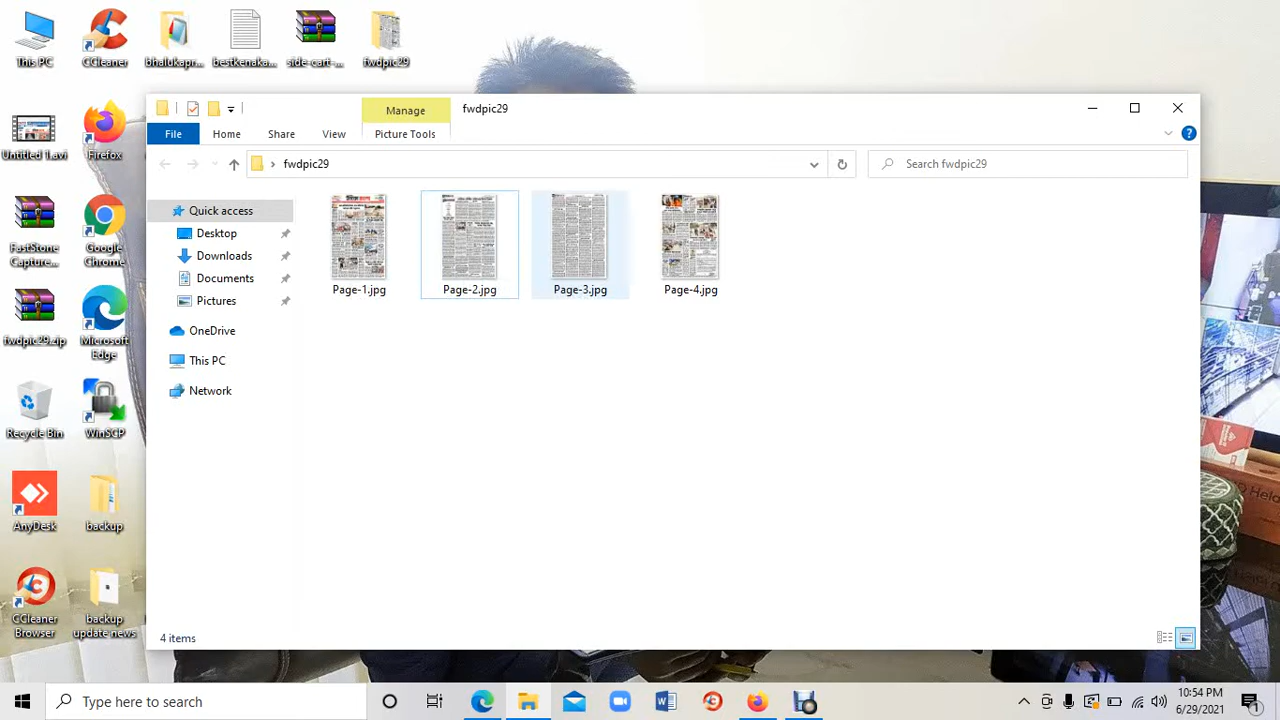 This PC
CCleaner
bhalukapr...
bestkenaka...
side-cart-...
fwdpic29
Untitled 1.avi
Firefox
FastStone
Capture...
Google
Chrome
fwdpic29.zip
Microsoft
Edge
Recycle Bin
WinSCP
AnyDesk
backup
CCleaner
Browser
backup
update news
Manage
fwdpic29
File
Home
Share
View
Picture Tools
fwdpic29
Search fwdpic29
Quick access
Desktop
Downloads
Documents
Pictures
OneDrive
This PC
Network
Page-1.jpg
Page-2.jpg
Page-3.jpg
Page-4.jpg
4 items
Type here to search
10:54 PM
6/29/2021